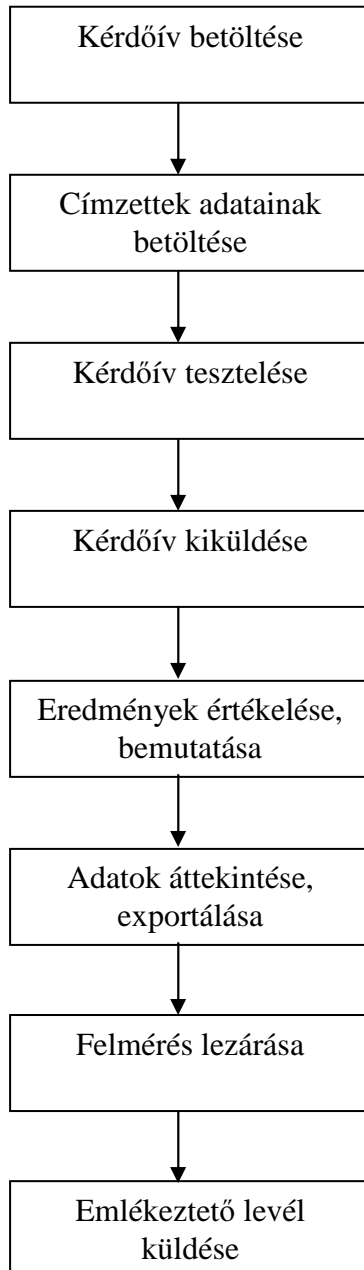 Kérdőív betöltése
Címzettek adatainak
betöltése
Kérdőív tesztelése
Kérdőív kiküldése
Eredmények értékelése,
bemutatása
Adatok áttekintése,
exportálása
Felmérés lezárása
Emlékeztető levél
küldése